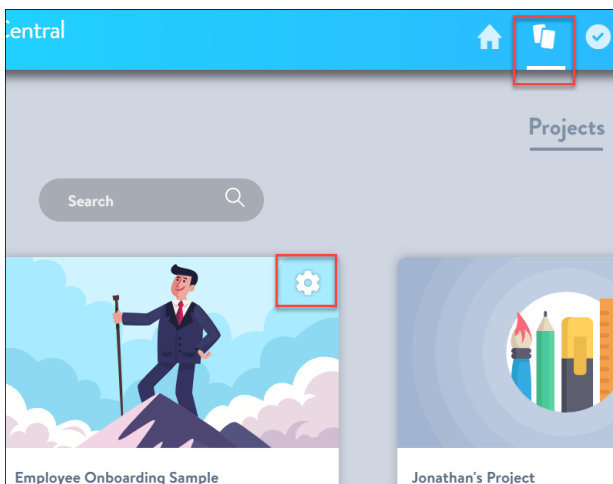 Central
Projects
Search
Employee Onboarding Sample
Jonathan's Project